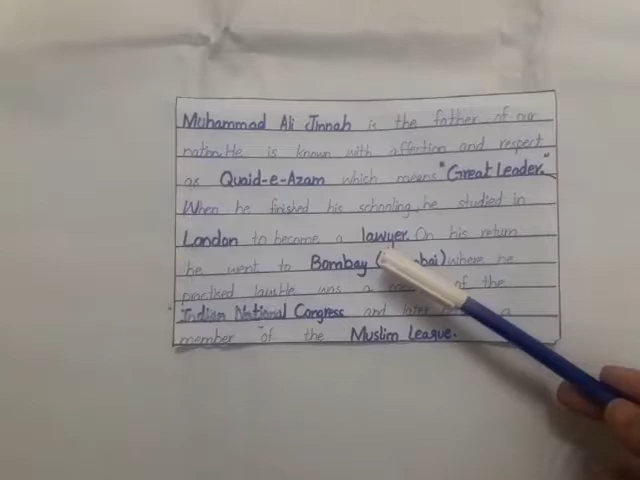 Muhammad Ali Jinnah is the father of our
nation. He is known with affection and respect
as Quaid-e-Azam which means "Great Leader."
When he finished his schooling, he studied in
London to become a lawyer. On his return
he went to Bombay ( bai) where he
practised law. He was a of the
Indian National Congress and later a
member of the Muslim League.